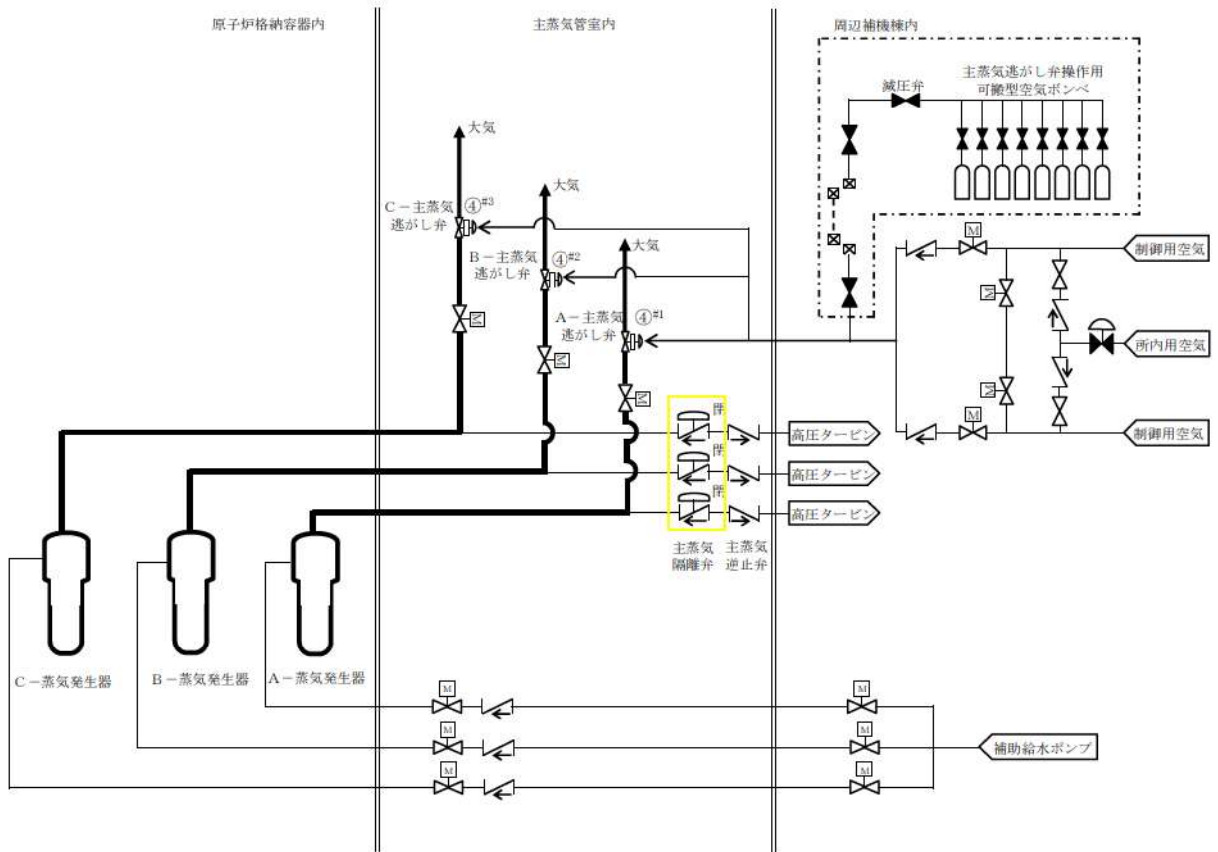 原子炉格納容器内
主蒸気管室内
周辺補機棟内
減圧弁
主蒸気逃がし弁操作用
可搬型空気ボンベ
大気
大気
C－主蒸気
逃がし弁
④#3
B－主蒸気
逃がし弁
④#2
大気
A－主蒸気
逃がし弁
④#1
M
制御用空気
M
所内用空気
M
M
M
M
M
制御用空気
閉
高圧タービン
閉
高圧タービン
閉
高圧タービン
主蒸気
隔離弁
主蒸気
逆止弁
C－蒸気発生器
B－蒸気発生器
A－蒸気発生器
M
M
M
M
補助給水ポンプ
M
M